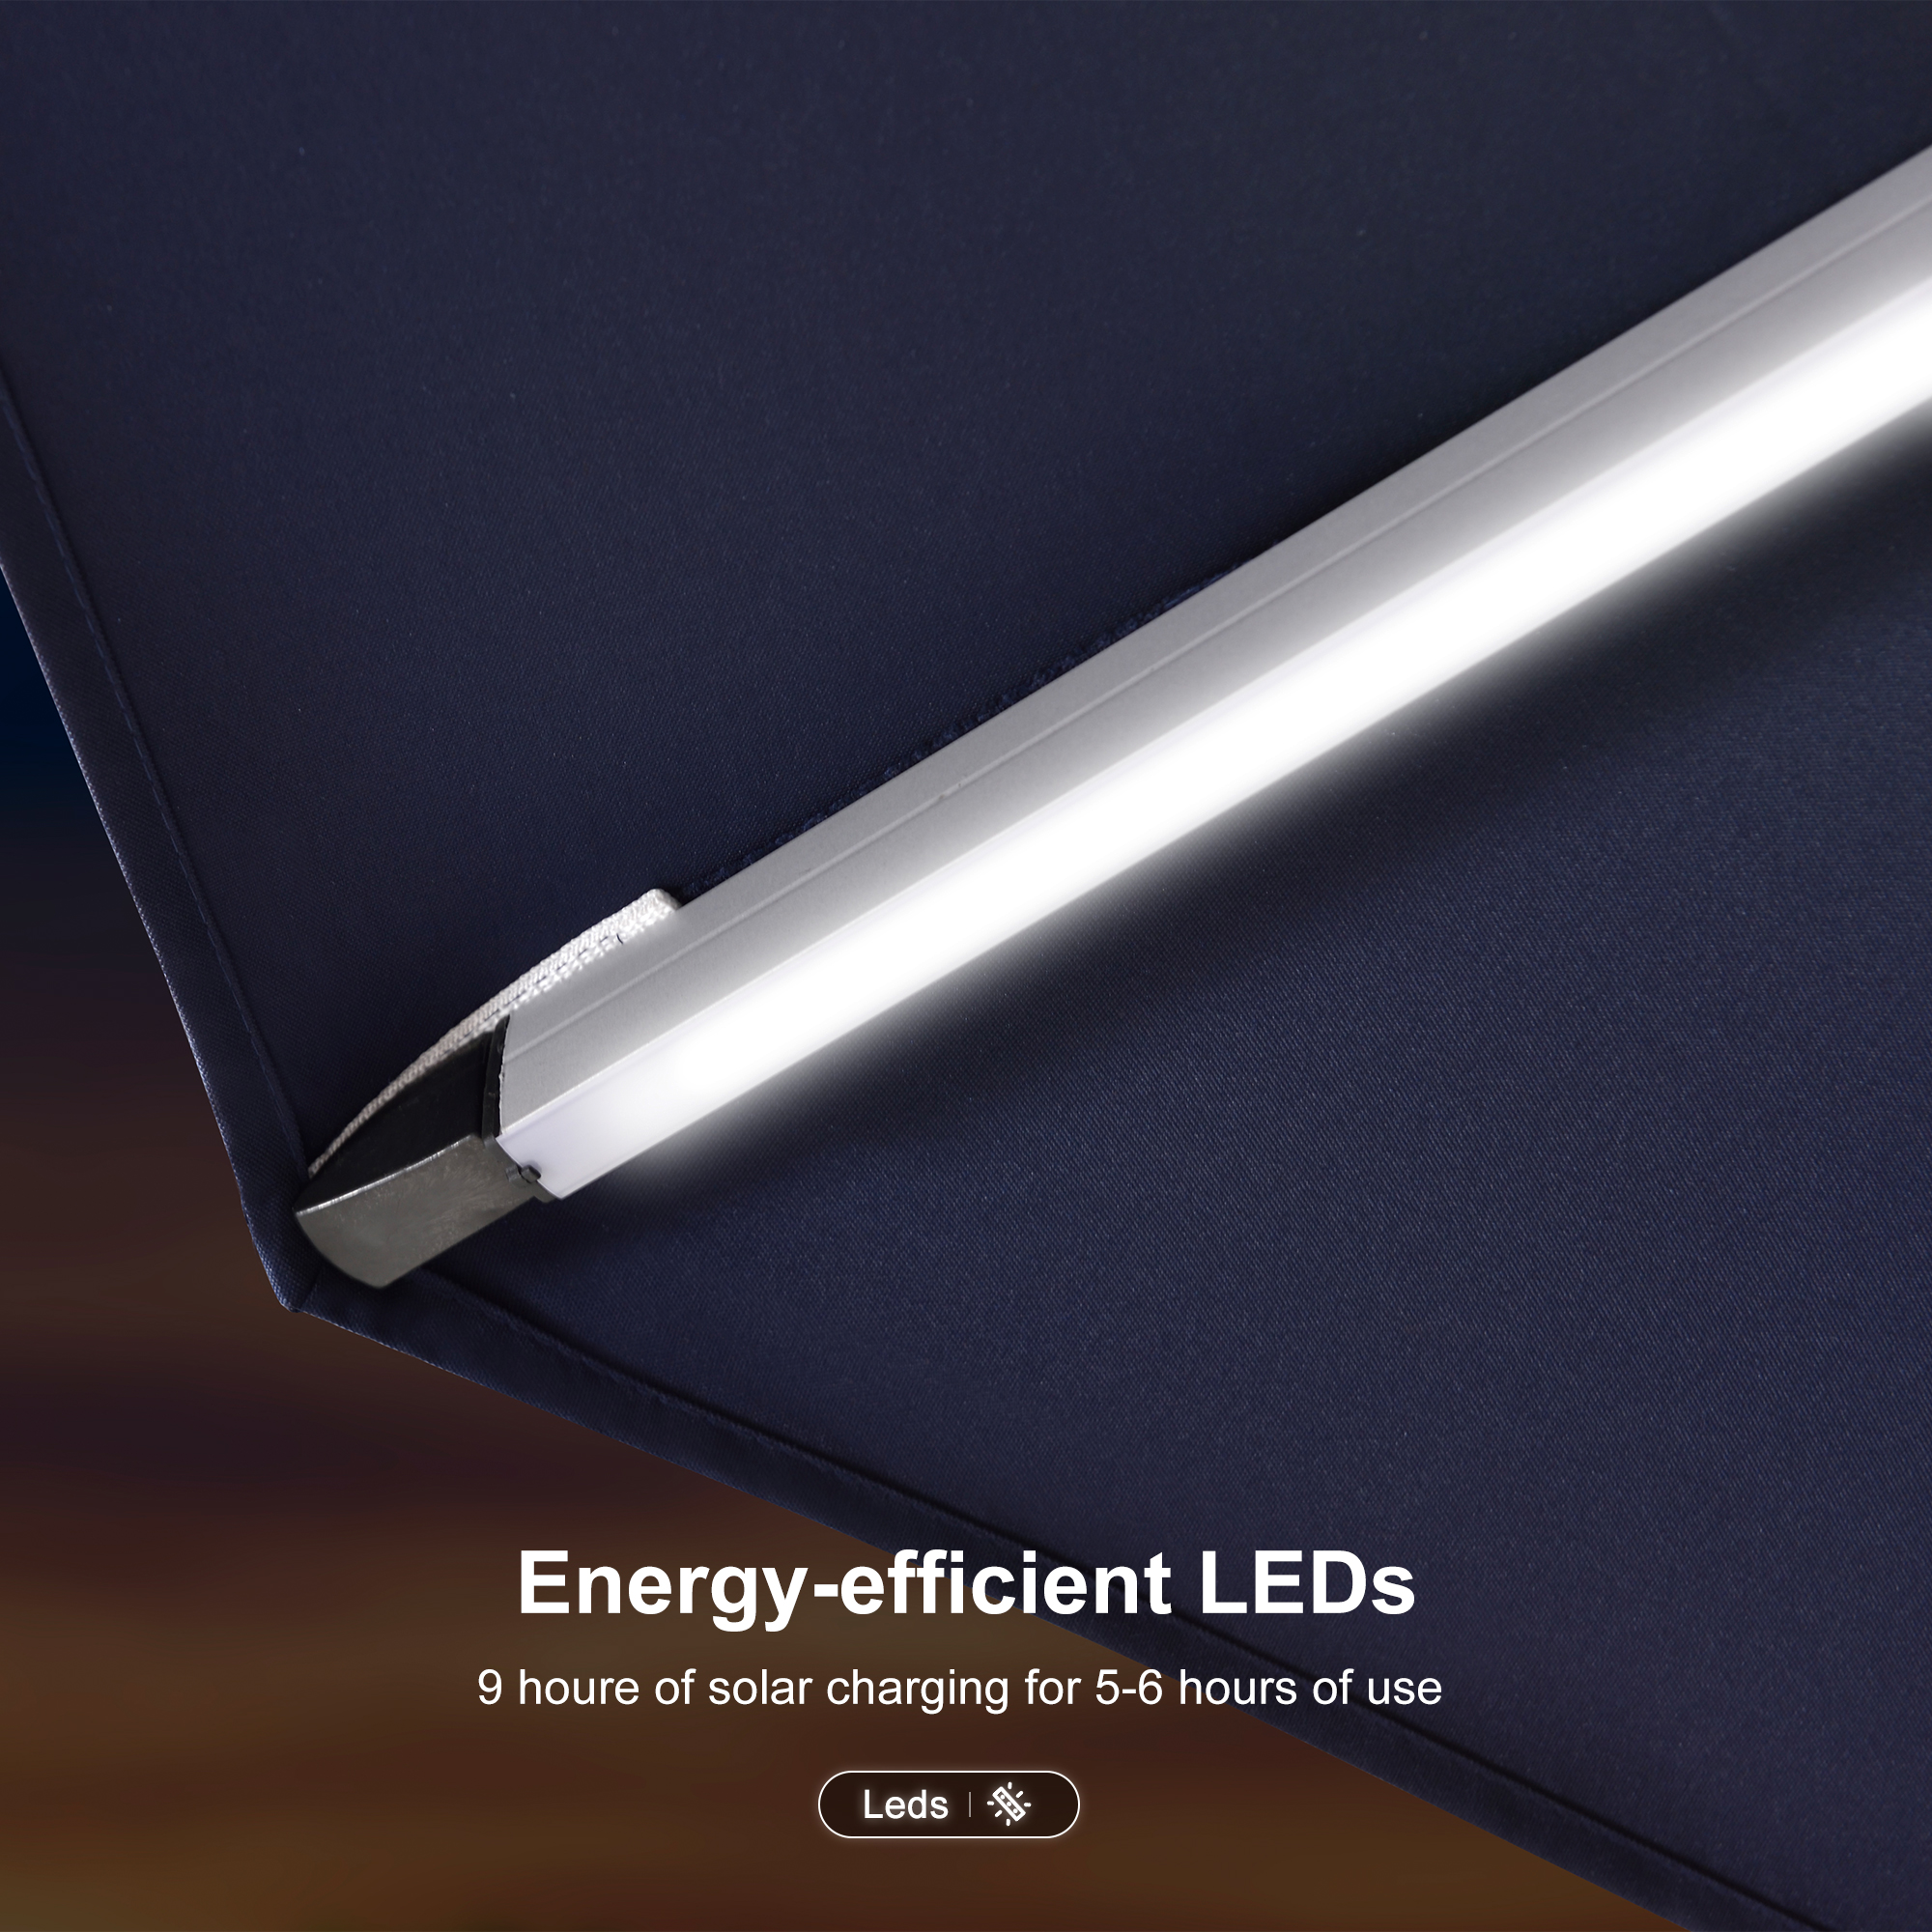 Energy-efficient LEDs
9 houre of solar charging for 5-6 hours of use
Leds